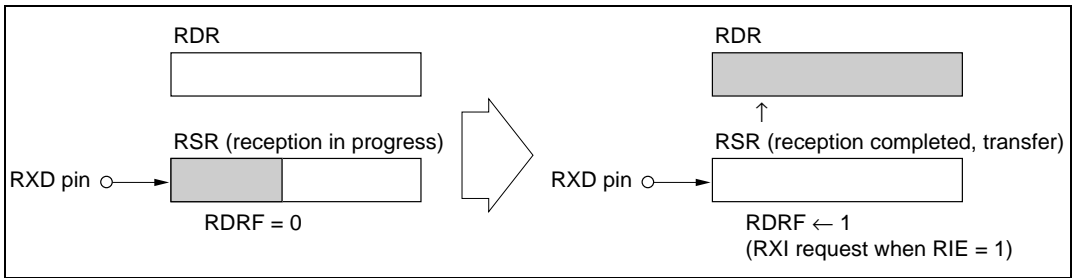 RDR
RSR (reception in progress)
RXD pin
RDRF = 0
RDR
↑
RSR (reception completed, transfer)
RXD pin
RDRF ← 1
(RXI request when RIE = 1)